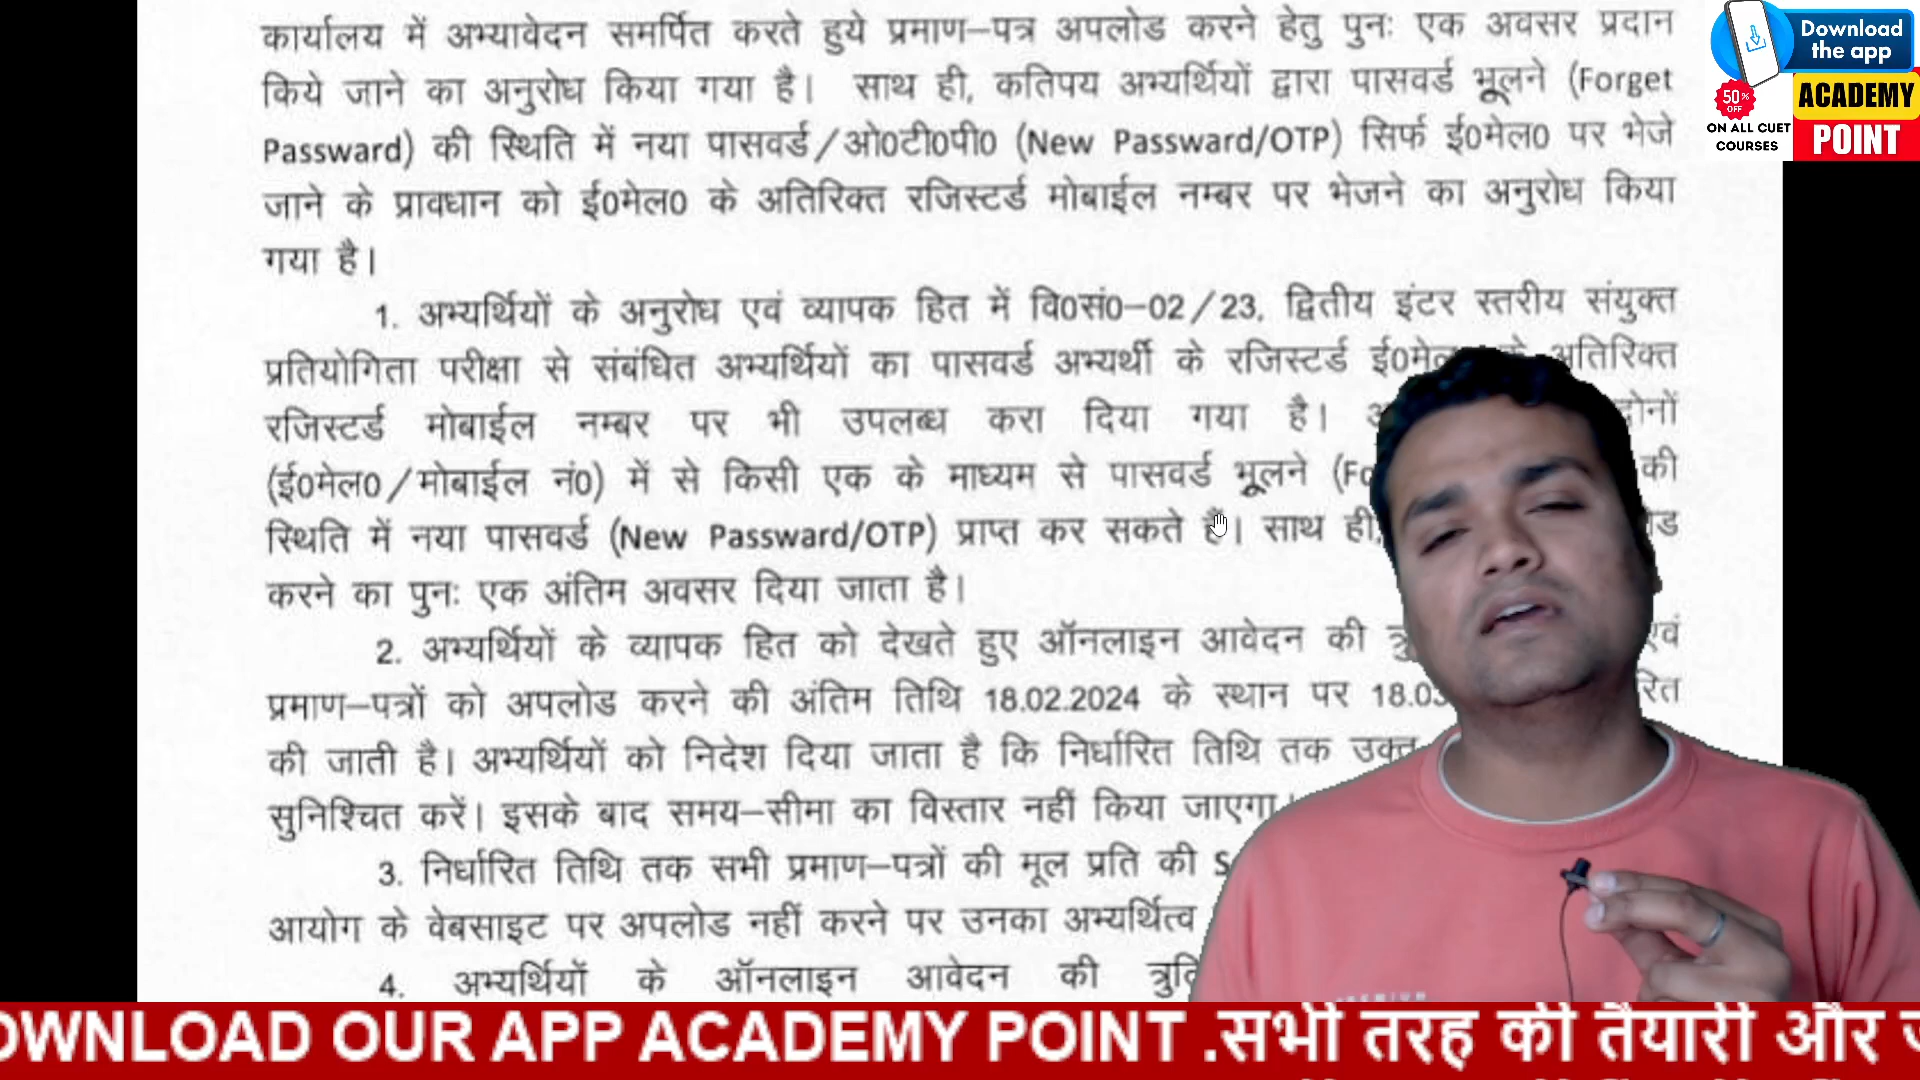 कार्यालय में अभ्यावेदन समर्पित करते हुये प्रमाण–पत्र अपलोड करने हेतु पुनः एक अवसर प्रदान
किये जाने का अनुरोध किया गया है। साथ ही, कतिपय अभ्यर्थियों द्वारा पासवर्ड भूलने (Forget
Passward) की स्थिति में नया पासवर्ड/ओ0टी0पी0 (New Passward/OTP) सिर्फ ई0मेल0 पर भेजे
जाने के प्रावधान को ई0मेल0 के अतिरिक्त रजिस्टर्ड मोबाईल नम्बर पर भेजने का अनुरोध किया
गया है।
1. अभ्यर्थियों के अनुरोध एवं व्यापक हित में वि0सं0–02/23, द्वितीय इंटर स्तरीय संयुक्त
प्रतियोगिता परीक्षा से संबंधित अभ्यर्थियों का पासवर्ड अभ्यर्थी के रजिस्टर्ड ई0मेल0 के अतिरिक्त
रजिस्टर्ड मोबाईल नम्बर पर भी उपलब्ध करा दिया गया है। दोनों
(ई0मेल0/मोबाईल नं0) में से किसी एक के माध्यम से पासवर्ड भूलने (Fo की
स्थिति में नया पासवर्ड (New Passward/OTP) प्राप्त कर सकते हैं। साथ ही,
करने का पुनः एक अंतिम अवसर दिया जाता है।
2. अभ्यर्थियों के व्यापक हित को देखते हुए ऑनलाइन आवेदन की एवं
प्रमाण–पत्रों को अपलोड करने की अंतिम तिथि 18.02.2024 के स्थान पर 18.03
की जाती है। अभ्यर्थियों को निदेश दिया जाता है कि निर्धारित तिथि तक उक्त
सुनिश्चित करें। इसके बाद समय–सीमा का विस्तार नहीं किया जाएगा।
3. निर्धारित तिथि तक सभी प्रमाण–पत्रों की मूल प्रति की
आयोग के वेबसाइट पर अपलोड नहीं करने पर उनका अभ्यर्थित्व
4. अभ्यर्थियों के ऑनलाइन आवेदन की
Download
the app
50%
OFF
ON ALL CUET
COURSES
ACADEMY
POINT
OWNLOAD OUR APP ACADEMY POINT .सभी तरह की तैयारी और